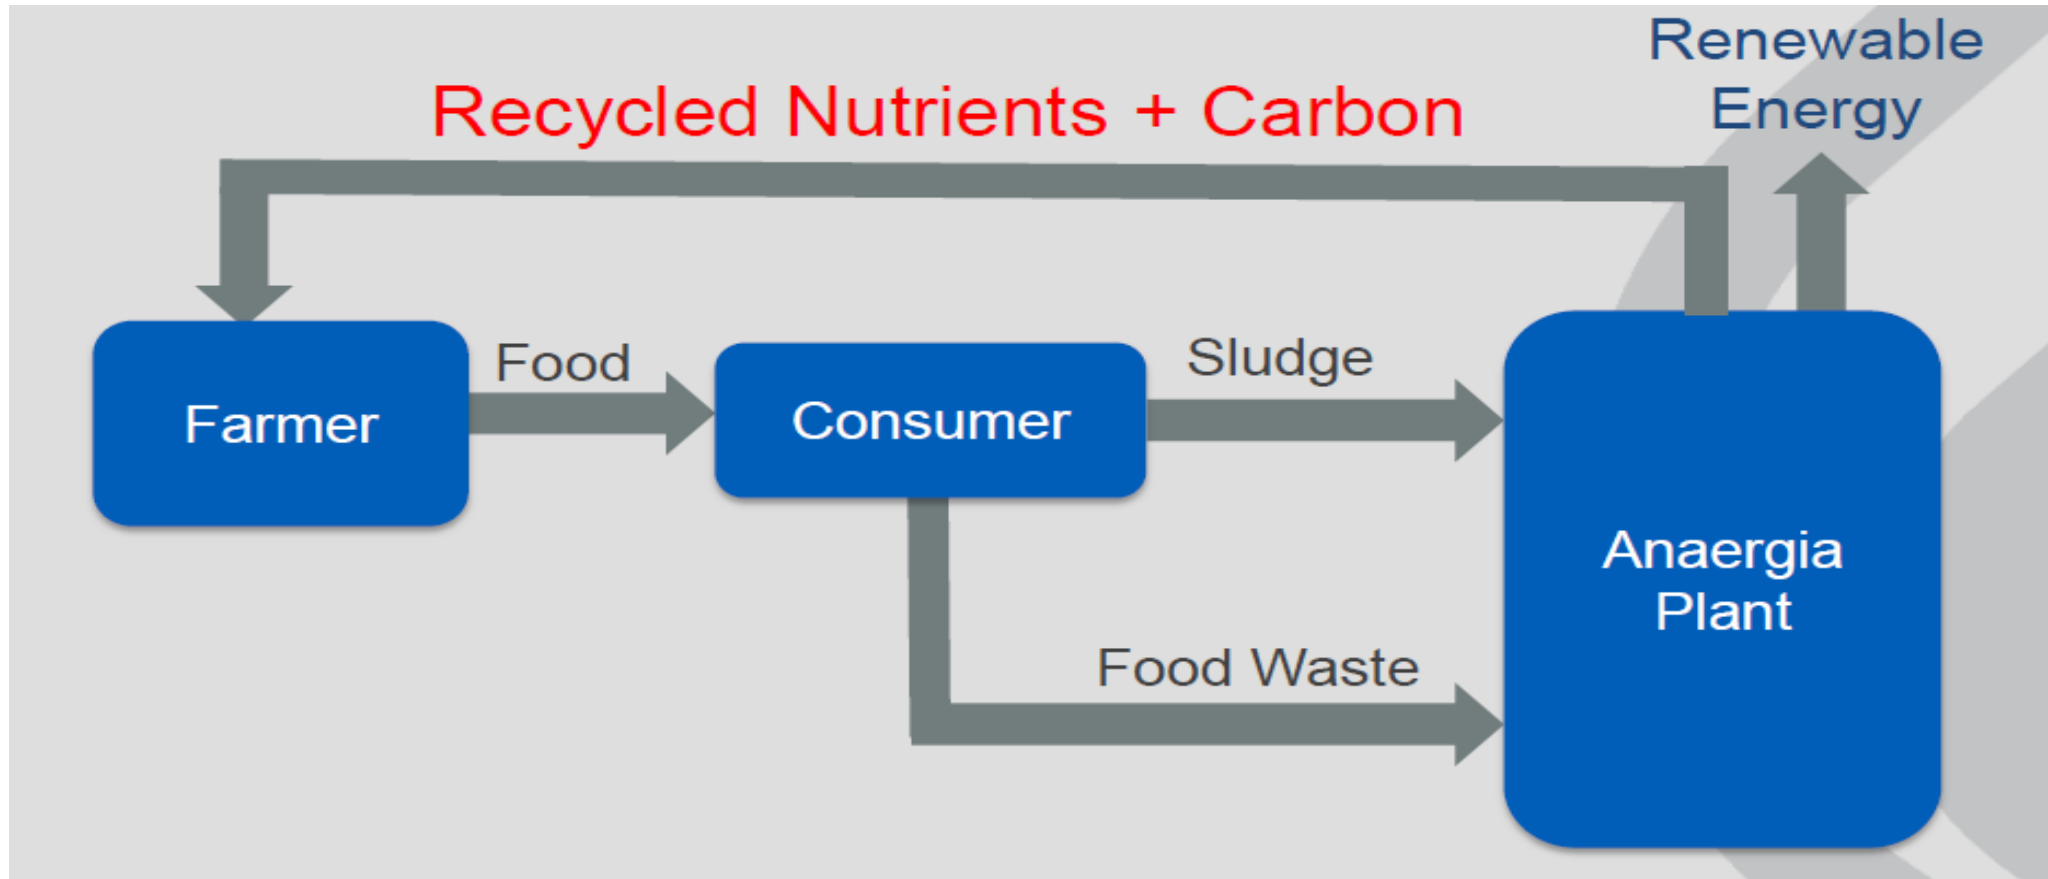 Renewable
Energy
Recycled Nutrients + Carbon
Farmer
Food
Consumer
Sludge
Food Waste
Anaergia
Plant